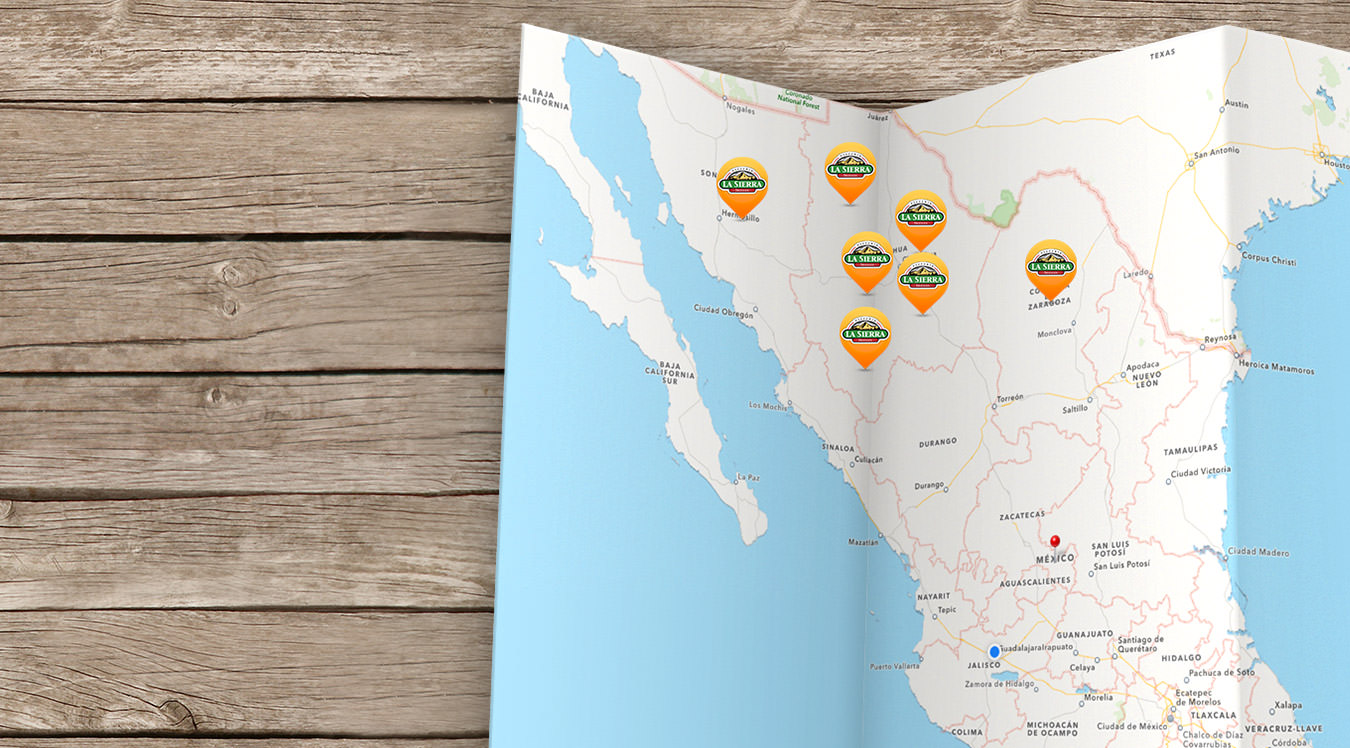 TEXAS
BAJA
CALIFORNIA
Coronado
National Forest
Nogales
Juárez
Austin
San Antonio
Houston
SON
LA SIERRA
LA SIERRA
LA SIERRA
Hermosillo
HUA
LA SIERRA
LA SIERRA
LA SIERRA
Corpus Christi
Laredo
CO
ZARAGOZA
Ciudad Obregón
LA SIERRA
Monclova
Reynosa
Heroica Matamoros
BAJA
CALIFORNIA
SUR
Apodaca
NUEVO
LEÓN
Los Mochis
Torreón
Saltillo
SINALOA
Culiacán
DURANGO
TAMAULIPAS
Ciudad Victoria
La Paz
Durango
ZACATECAS
Mazatlán
MÉXICO
SAN LUIS
POTOSÍ
San Luis Potosí
Ciudad Madero
AGUASCALIENTES
NAYARIT
Tepic
GUANAJUATO
Guadalajara
Irapuato
Santiago de
Querétaro
Puerto Vallarta
JALISCO
Celaya
HIDALGO
Pachuca de Soto
Zamora de Hidalgo
Morelia
Ecatepec
de Morelos
TLAXCALA
Xalapa
COLIMA
MICHOACÁN
DE OCAMPO
Ciudad de México
Chalco de Díaz
Covarrubias
VERACRUZ-LLAVE
Córdoba